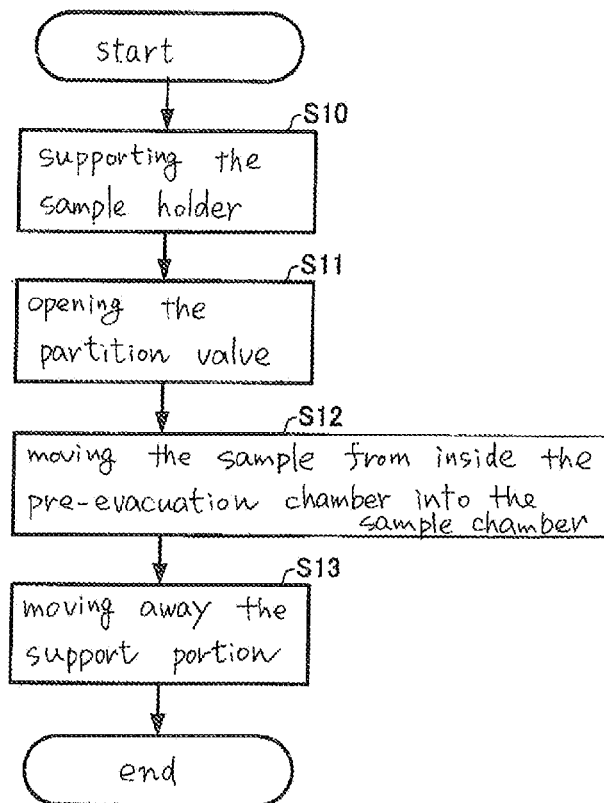 start
S10
supporting the
sample holder
S11
opening the
partition valve
S12
moving the sample from inside the
pre-evacuation chamber into the
sample chamber
S13
moving away the
support portion
end